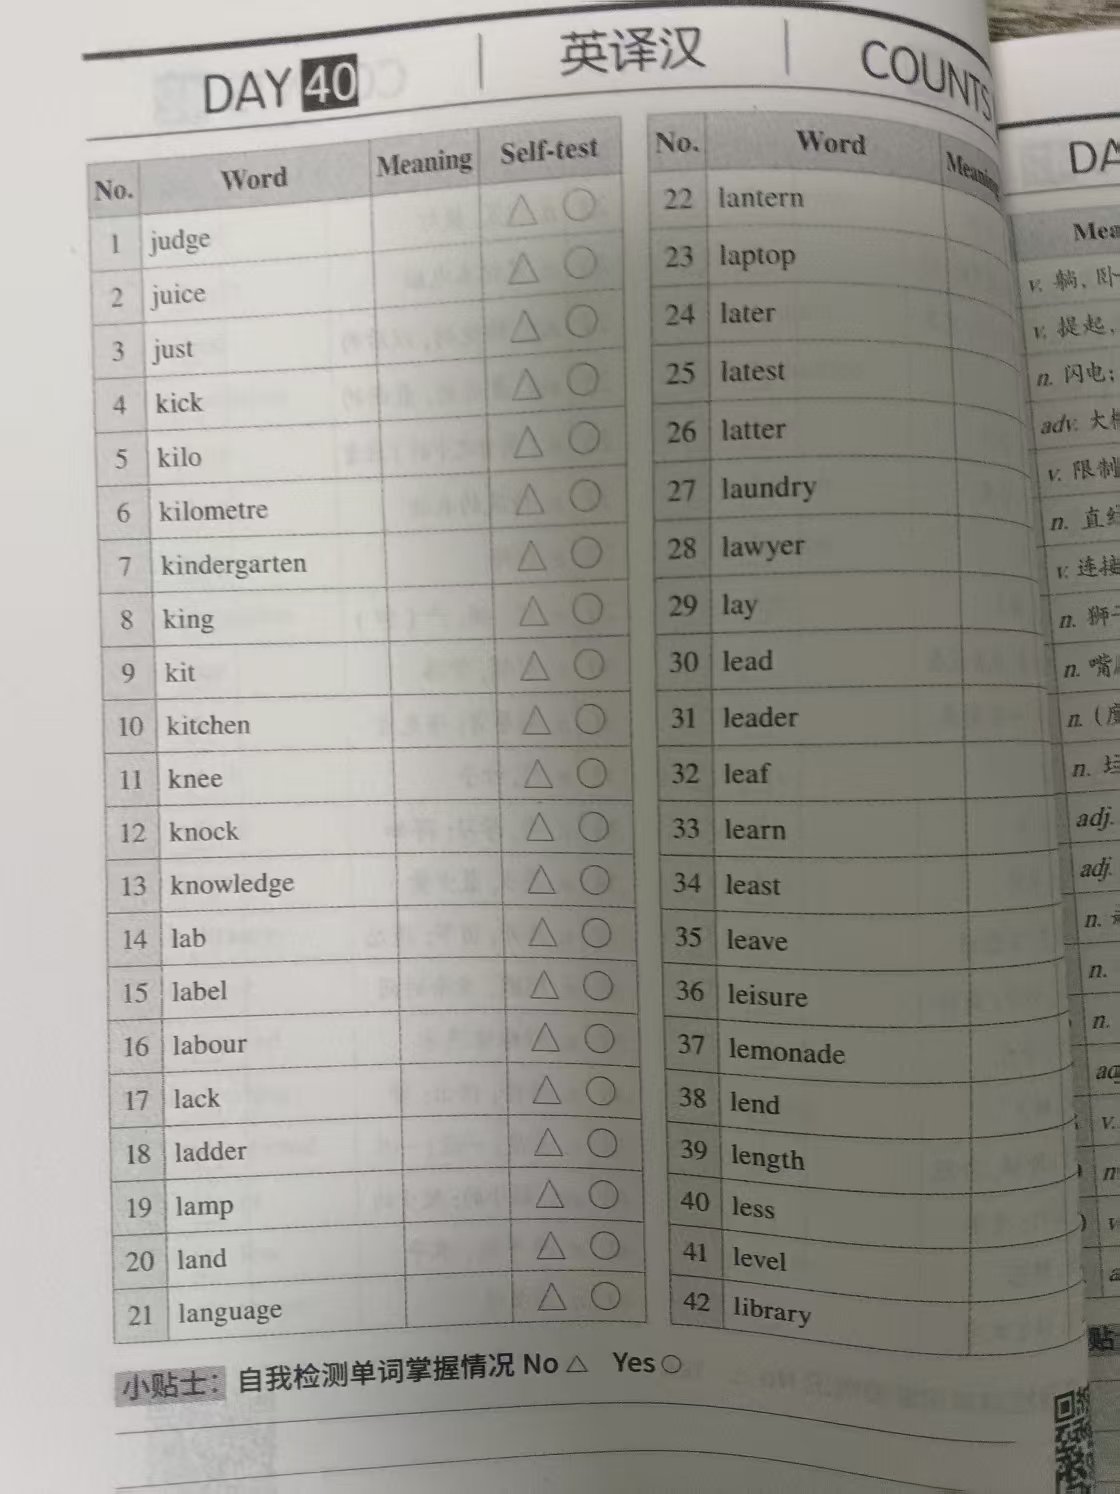 DAY 40
英译汉
COUNTS
No. Word Meaning Self-test
1 judge △ ○
2 juice △ ○
3 just △ ○
4 kick △ ○
5 kilo △ ○
6 kilometre △ ○
7 kindergarten △ ○
8 king △ ○
9 kit △ ○
10 kitchen △ ○
11 knee △ ○
12 knock △ ○
13 knowledge △ ○
14 lab △ ○
15 label △ ○
16 labour △ ○
17 lack △ ○
18 ladder △ ○
19 lamp △ ○
20 land △ ○
21 language △ ○
No. Word Meaning
22 lantern
23 laptop
24 later
25 latest
26 latter
27 laundry
28 lawyer
29 lay
30 lead
31 leader
32 leaf
33 learn
34 least
35 leave
36 leisure
37 lemonade
38 lend
39 length
40 less
41 level
42 library
小贴士： 自我检测单词掌握情况 No △ Yes ○
DA
Mea
v. 躺、卧
v. 提起，
n. 闪电；
adv. 大
v. 限制
n. 直
v. 连接
n. 狮
n. 嘴
n.（
n.
adj.
adj.
n.
n.
n.
v.
v
贴